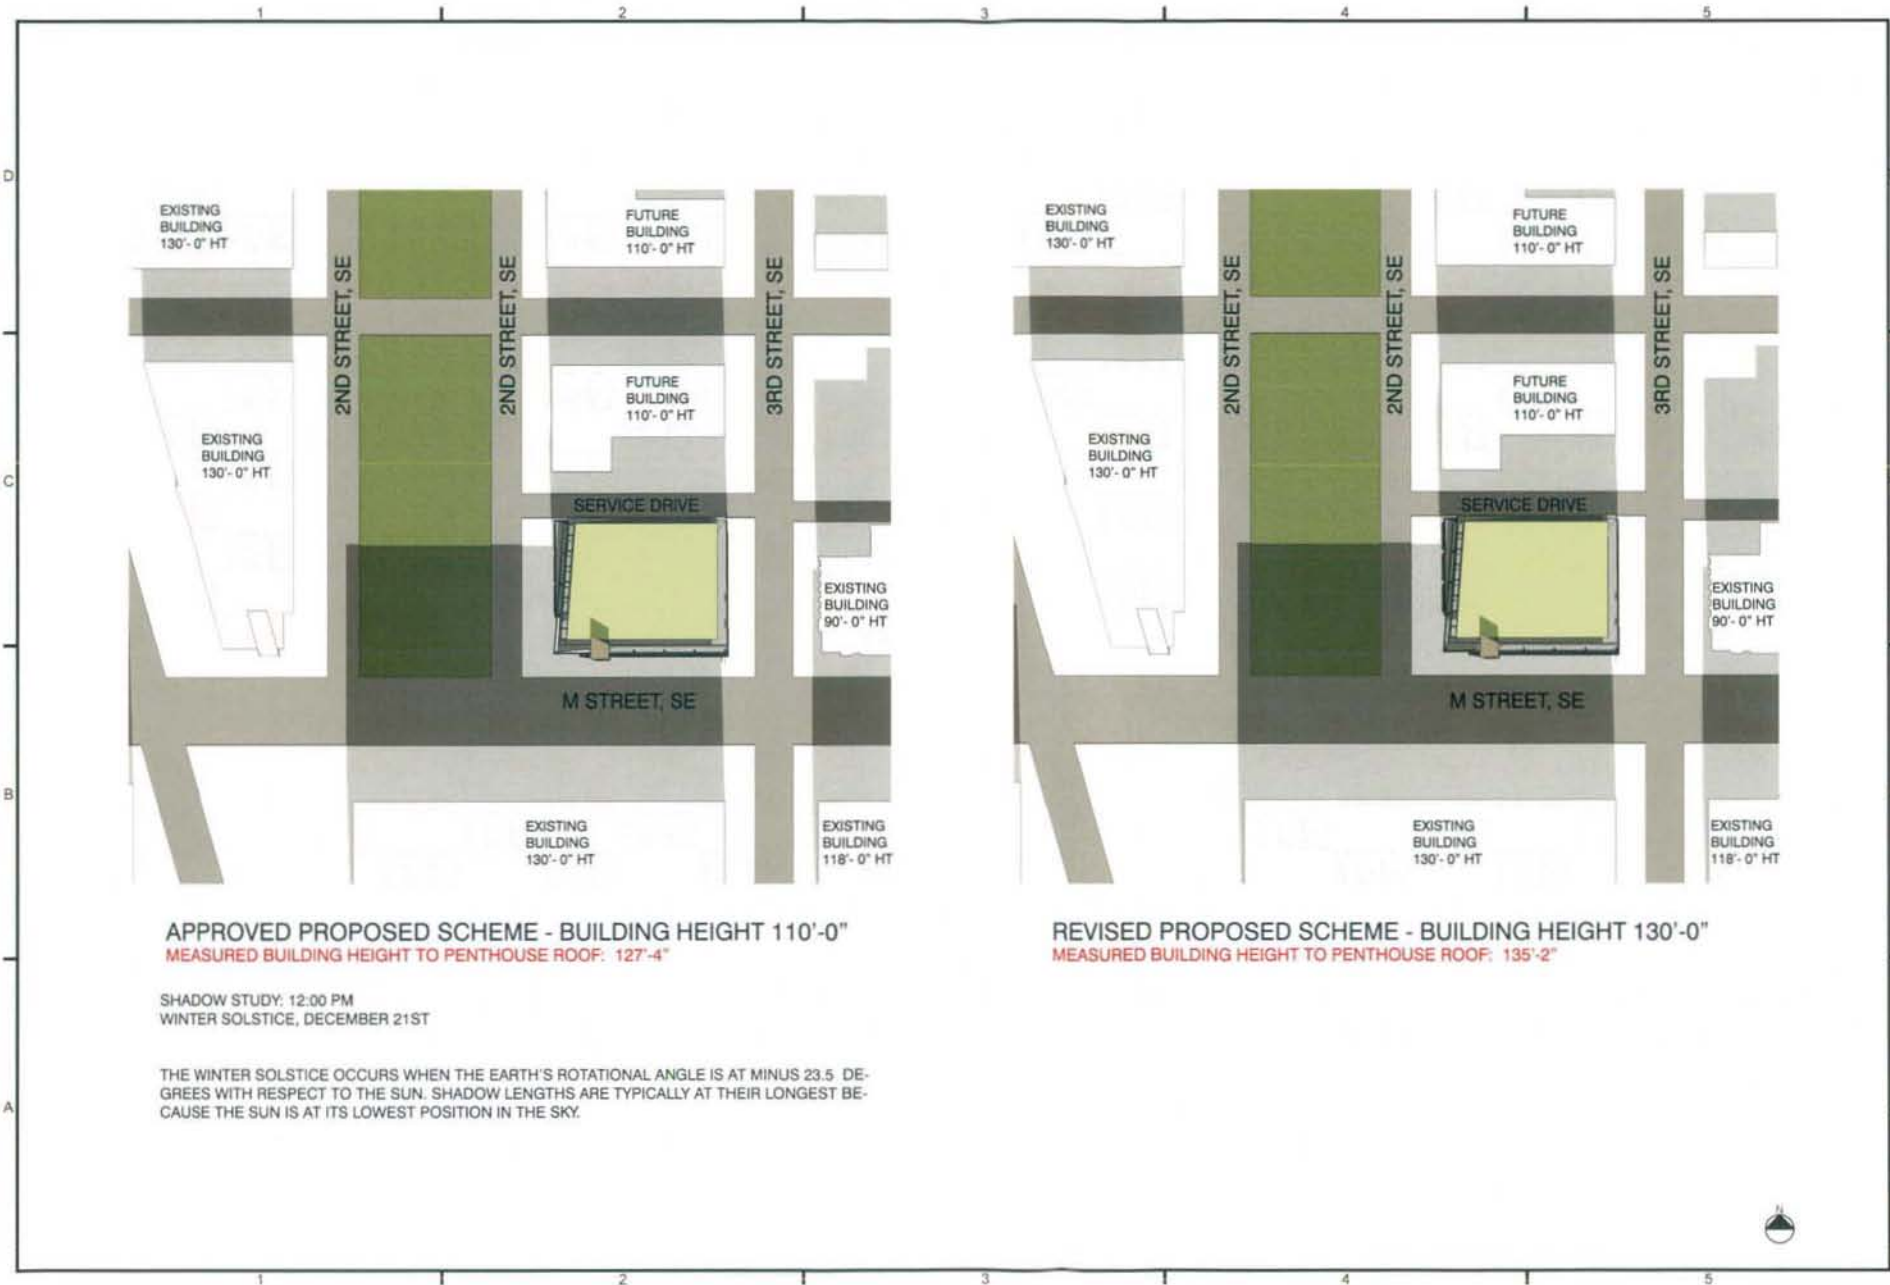 1 2 3 4 5
D
C
B
A
EXISTING
BUILDING
130'- 0" HT
2ND STREET, SE
2ND STREET, SE
FUTURE
BUILDING
110'- 0" HT
3RD STREET, SE
FUTURE
BUILDING
110'- 0" HT
EXISTING
BUILDING
130'- 0" HT
SERVICE DRIVE
EXISTING
BUILDING
90'- 0" HT
M STREET, SE
EXISTING
BUILDING
130'- 0" HT
EXISTING
BUILDING
118'- 0" HT
APPROVED PROPOSED SCHEME - BUILDING HEIGHT 110'-0"
MEASURED BUILDING HEIGHT TO PENTHOUSE ROOF: 127'-4"
SHADOW STUDY: 12:00 PM
WINTER SOLSTICE, DECEMBER 21ST
THE WINTER SOLSTICE OCCURS WHEN THE EARTH'S ROTATIONAL ANGLE IS AT MINUS 23.5 DE-
GREES WITH RESPECT TO THE SUN. SHADOW LENGTHS ARE TYPICALLY AT THEIR LONGEST BE-
CAUSE THE SUN IS AT ITS LOWEST POSITION IN THE SKY.
EXISTING
BUILDING
130'- 0" HT
2ND STREET, SE
2ND STREET, SE
FUTURE
BUILDING
110'- 0" HT
3RD STREET, SE
FUTURE
BUILDING
110'- 0" HT
EXISTING
BUILDING
130'- 0" HT
SERVICE DRIVE
EXISTING
BUILDING
90'- 0" HT
M STREET, SE
EXISTING
BUILDING
130'- 0" HT
EXISTING
BUILDING
118'- 0" HT
REVISED PROPOSED SCHEME - BUILDING HEIGHT 130'-0"
MEASURED BUILDING HEIGHT TO PENTHOUSE ROOF: 135'-2"
N
1 2 3 4 5